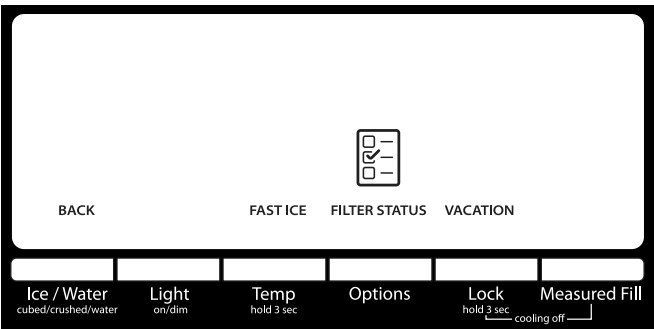 BACK FAST ICE FILTER STATUS VACATION
Ice / Water Light Temp Options Lock Measured Fill
cubed/crushed/water on/dim hold 3 sec hold 3 sec
cooling off